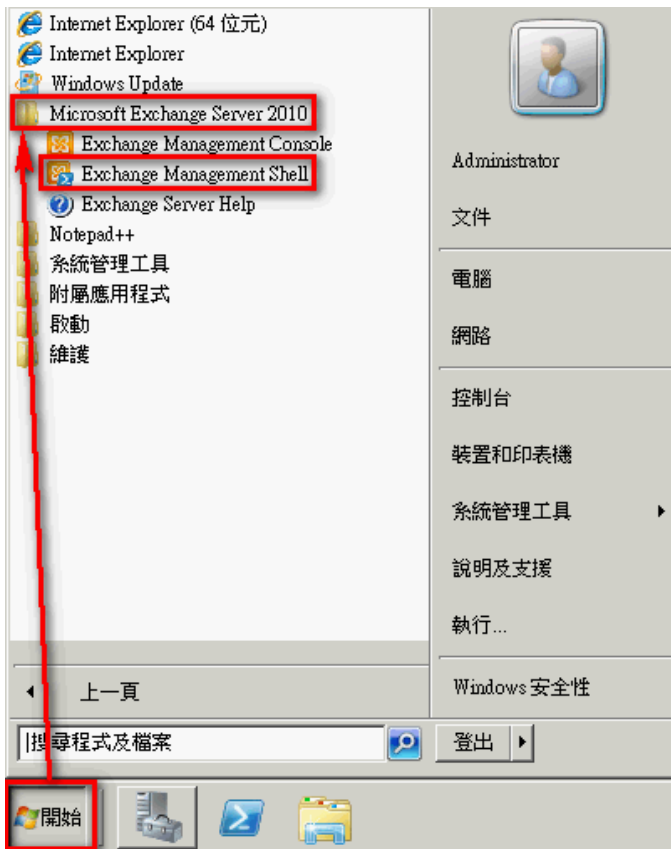 Internet Explorer (64 位元)
Internet Explorer
Windows Update
Microsoft Exchange Server 2010
Exchange Management Console
Exchange Management Shell
Exchange Server Help
Notepad++
系統管理工具
附屬應用程式
啟動
維護
上一頁
搜尋程式及檔案
Administrator
文件
電腦
網路
控制台
裝置和印表機
系統管理工具
說明及支援
執行...
Windows 安全性
登出
開始